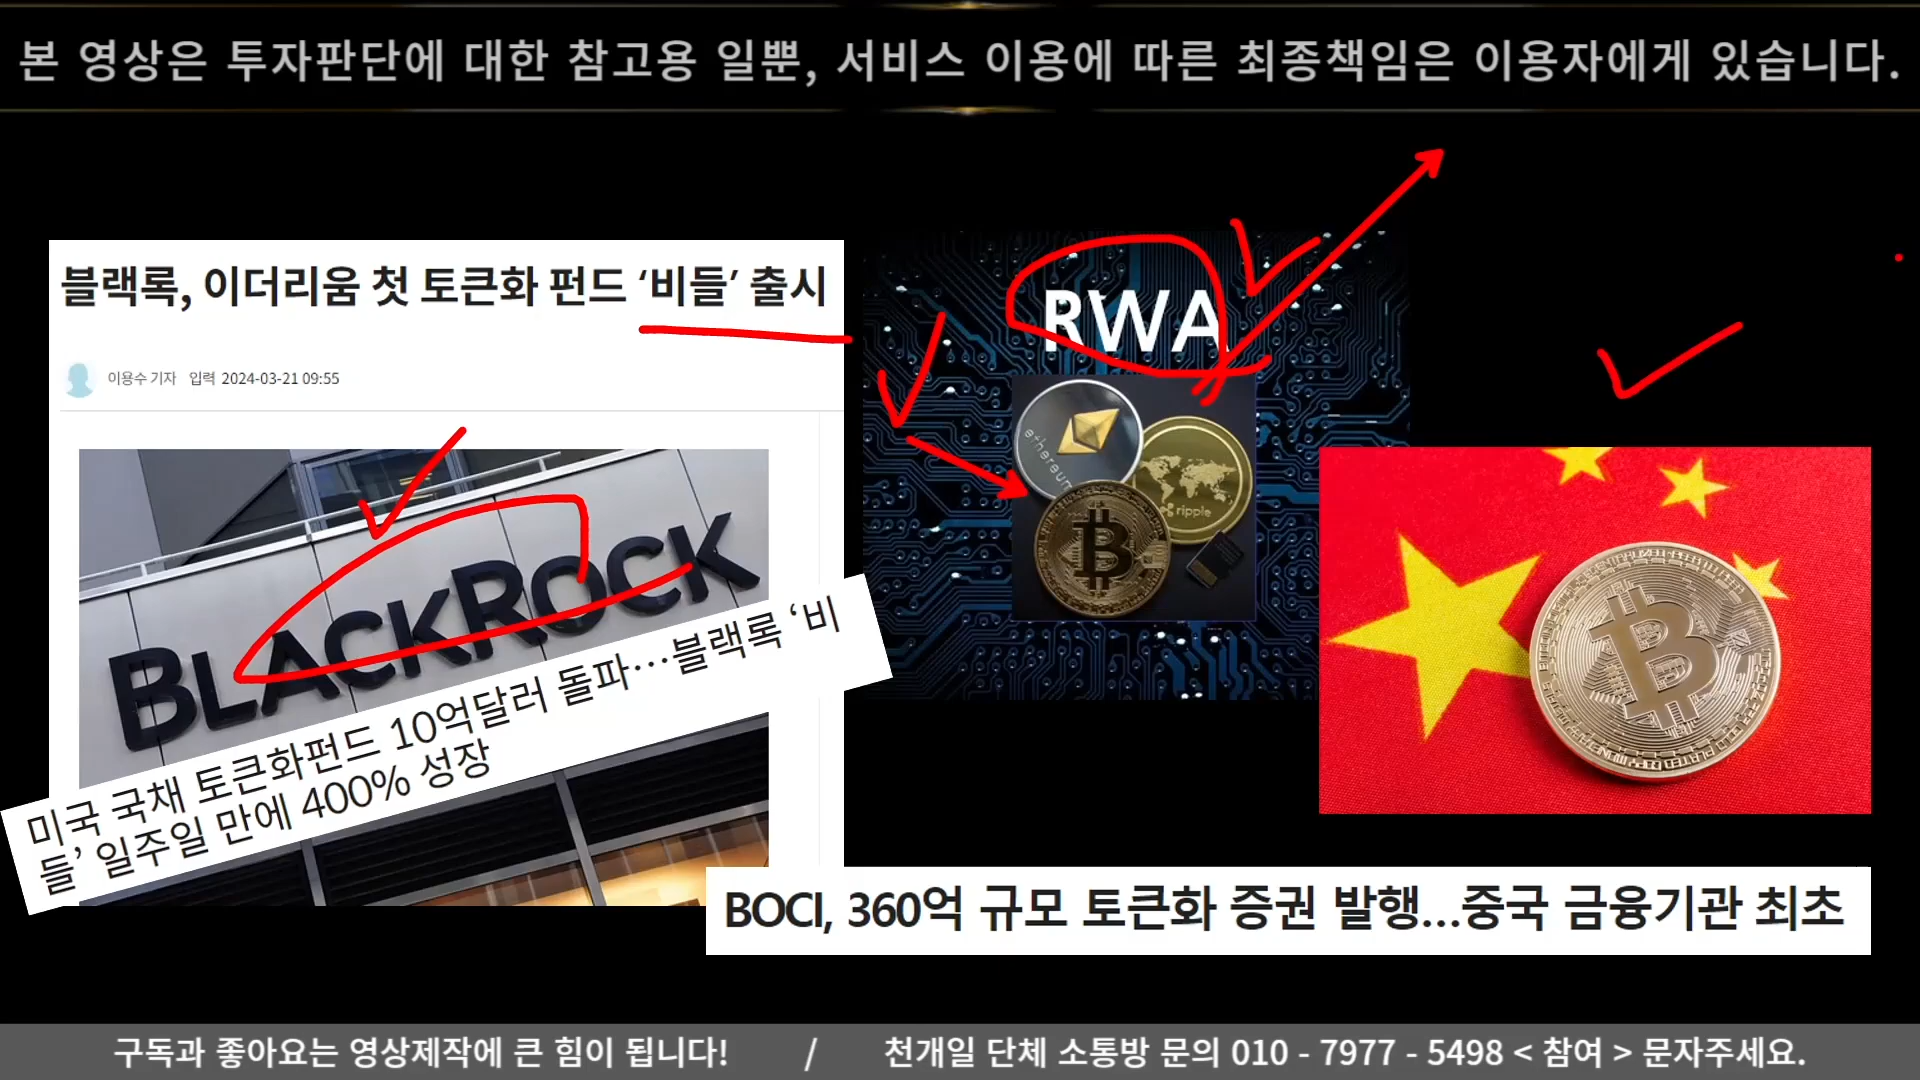 본 영상은 투자판단에 대한 참고용 일뿐, 서비스 이용에 따른 최종책임은 이용자에게 있습니다.
블랙록, 이더리움 첫 토큰화 펀드 ‘비들’ 출시
이용수 기자 입력 2024-03-21 09:55
BLACKROCK
미국 국채 토큰화펀드 10억달러 돌파…블랙록 ‘비
들’ 일주일 만에 400% 성장
RWA
ethereum
ripple
BOCI, 360억 규모 토큰화 증권 발행...중국 금융기관 최초
구독과 좋아요는 영상제작에 큰 힘이 됩니다! / 천개일 단체 소통방 문의 010 - 7977 - 5498 < 참여 > 문자주세요.